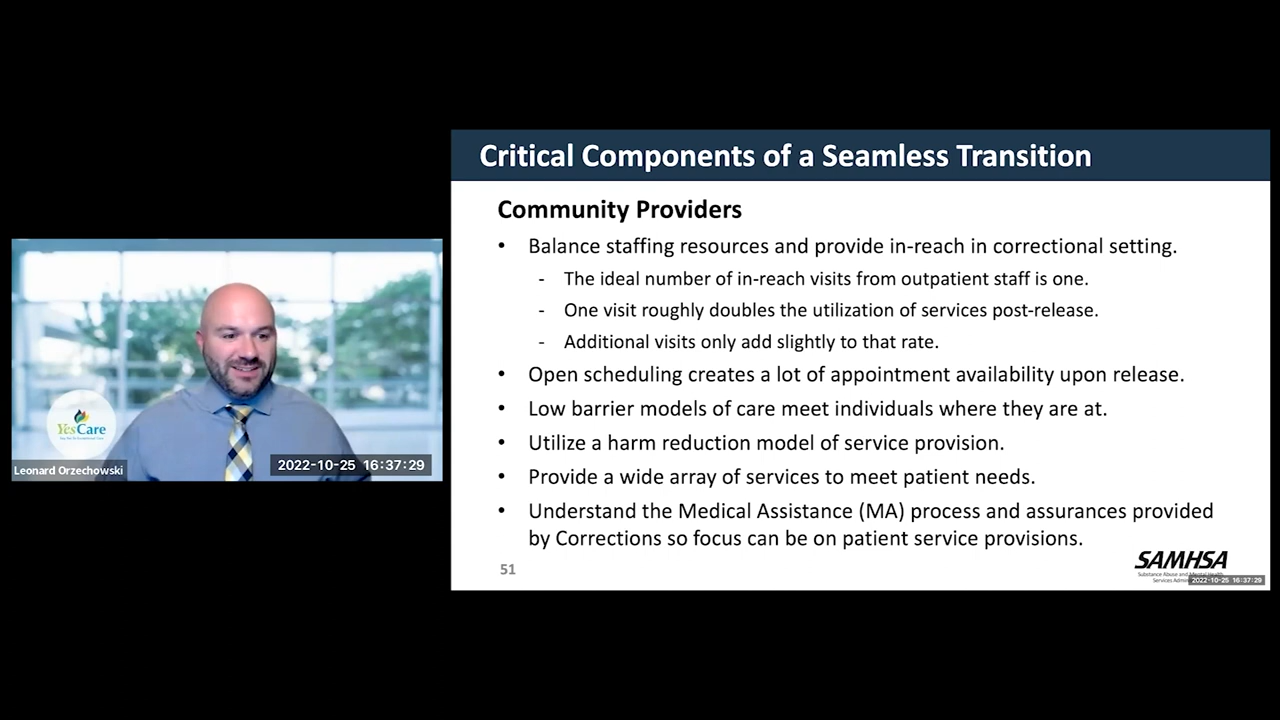 Critical Components of a Seamless Transition
Community Providers
• Balance staffing resources and provide in-reach in correctional setting.
- The ideal number of in-reach visits from outpatient staff is one.
- One visit roughly doubles the utilization of services post-release.
- Additional visits only add slightly to that rate.
• Open scheduling creates a lot of appointment availability upon release.
• Low barrier models of care meet individuals where they are at.
• Utilize a harm reduction model of service provision.
• Provide a wide array of services to meet patient needs.
• Understand the Medical Assistance (MA) process and assurances provided
by Corrections so focus can be on patient service provisions.
51
SAMHSA
Substance Abuse and Mental Health
Services
2022-10-25 16:37:29
YesCare
Leonard Orzechowski
2022-10-25 16:37:29